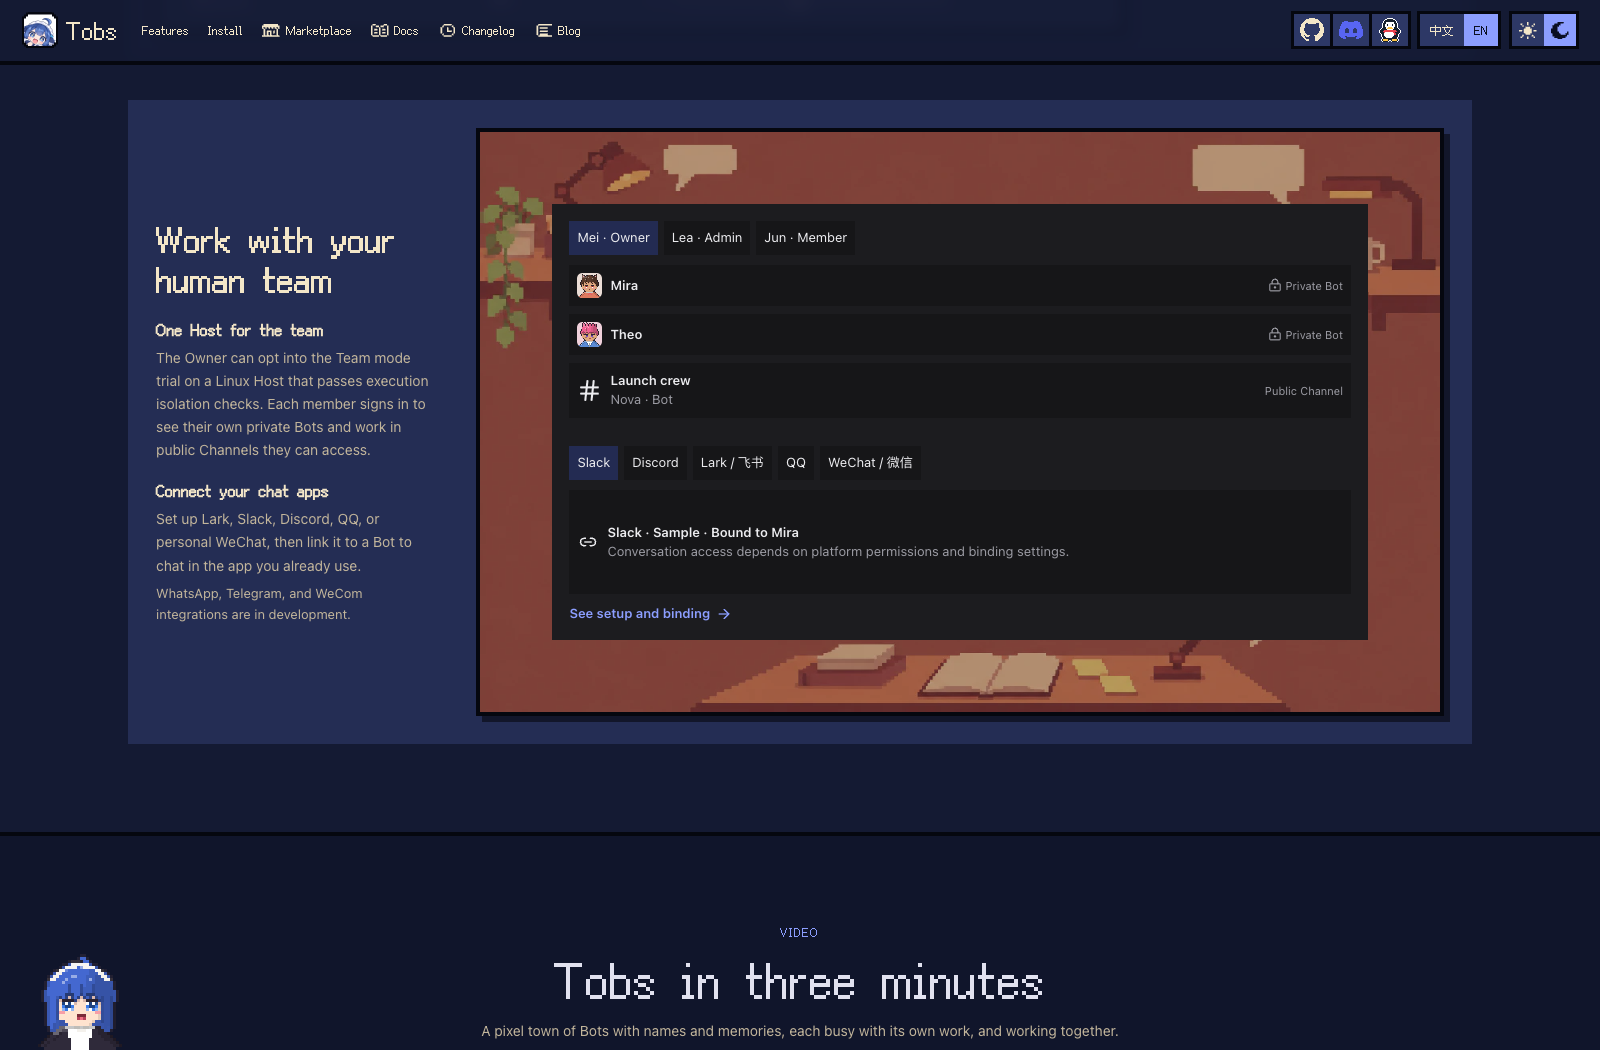 Tobs
Features
Install
Marketplace
Docs
Changelog
Blog
中文
EN
Work with your
human team
One Host for the team
The Owner can opt into the Team mode
trial on a Linux Host that passes execution
isolation checks. Each member signs in to
see their own private Bots and work in
public Channels they can access.
Connect your chat apps
Set up Lark, Slack, Discord, QQ, or
personal WeChat, then link it to a Bot to
chat in the app you already use.
WhatsApp, Telegram, and WeCom
integrations are in development.
Mei · Owner
Lea · Admin
Jun · Member
Mira
Private Bot
Theo
Private Bot
Launch crew
Nova · Bot
Public Channel
Slack
Discord
Lark / 飞书
QQ
WeChat / 微信
Slack · Sample · Bound to Mira
Conversation access depends on platform permissions and binding settings.
See setup and binding →
VIDEO
Tobs in three minutes
A pixel town of Bots with names and memories, each busy with its own work, and working together.